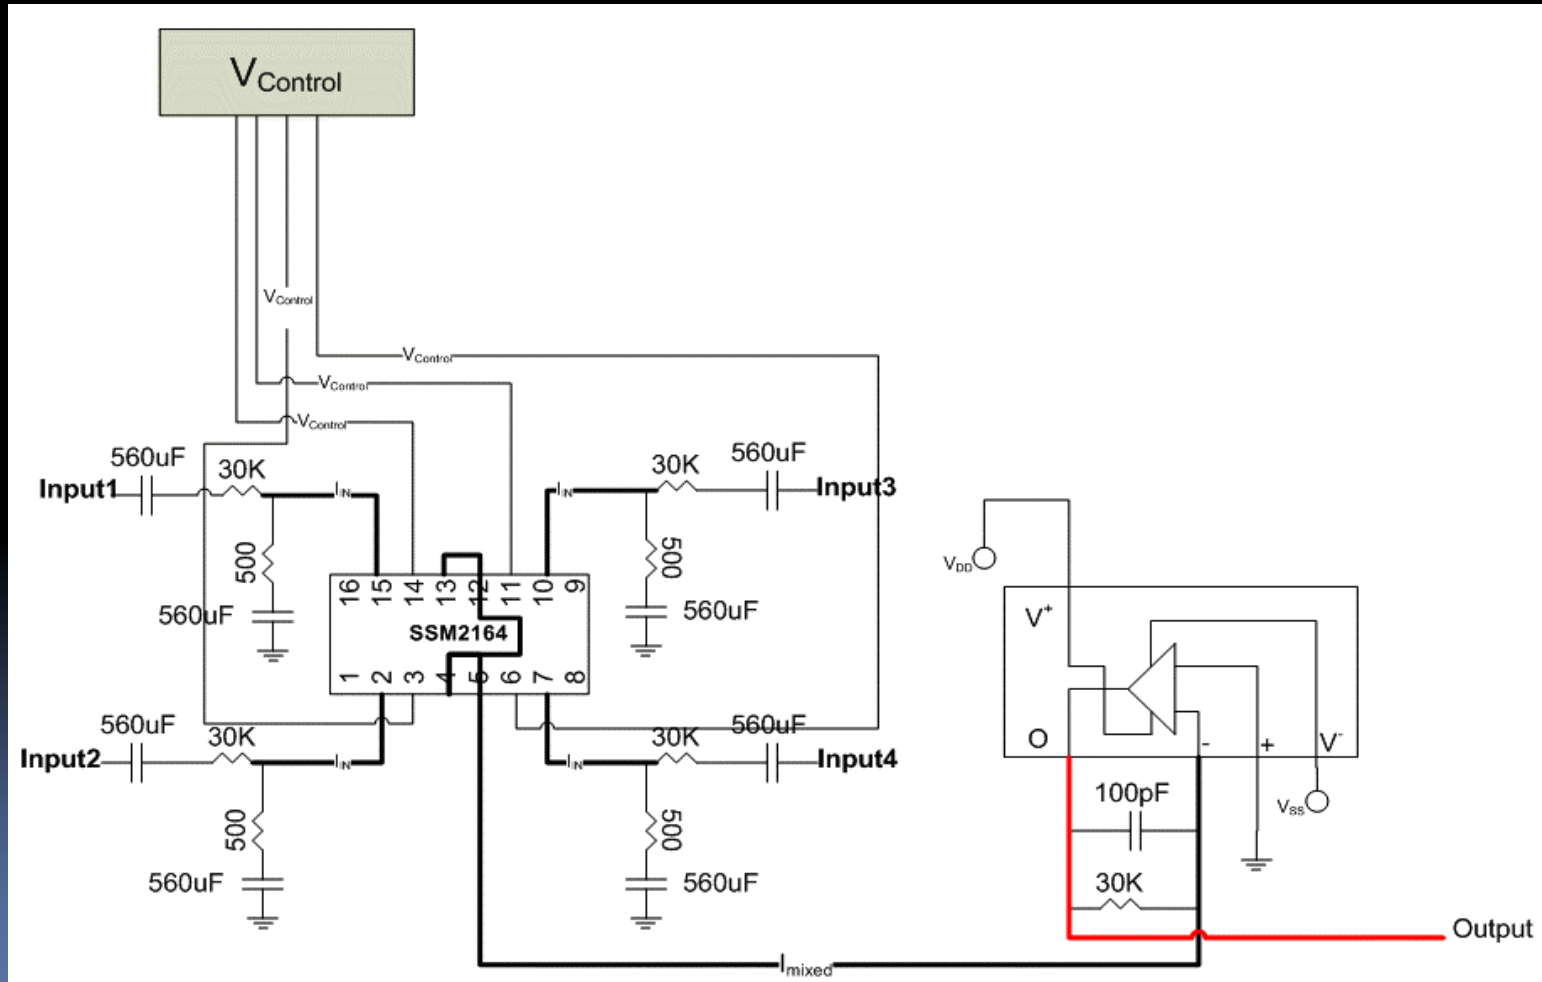 VControl
VControl
VControl
VControl
VControl
560uF
30K
Input1
IIN
500
560uF
30K
560uF
IIN
Input3
500
560uF
16 15 14 13 12 11 10 9
SSM2164
1 2 3 4 5 6 7 8
560uF
30K
Input2
IIN
500
560uF
30K
560uF
IIN
Input4
500
560uF
VDD
V+
O
-
+
V-
VSS
100pF
30K
Output
Imixed